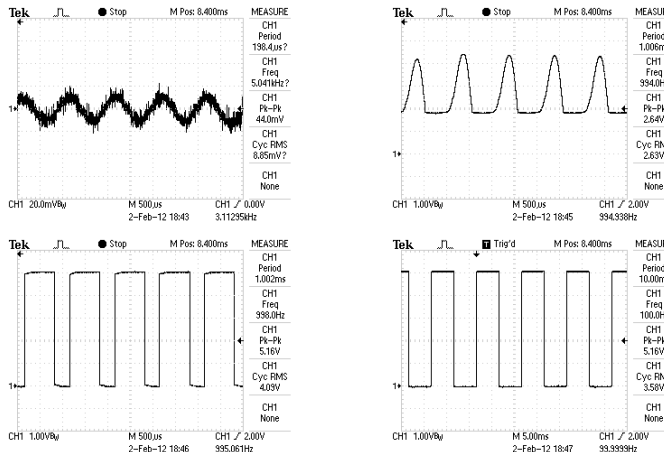 Tek Stop M Pos: 8.400ms MEASURE
CH1
Period
198.4µs?
CH1
Freq
5.041kHz?
CH1
Pk-Pk
44.0mV
CH1
Cyc RMS
8.85mV?
CH1
None
1
CH1 20.0mVBW M 500µs CH1 0.00V
2-Feb-12 18:43 3.11295kHz
Tek Stop M Pos: 8.400ms MEASURE
CH1
Period
1.006m
CH1
Freq
994.0H
CH1
Pk-Pk
2.64V
CH1
Cyc RM
2.63V
CH1
None
1
CH1 1.00VBW M 500µs CH1 2.00V
2-Feb-12 18:45 994.938Hz
Tek Stop M Pos: 8.400ms MEASURE
CH1
Period
1.002ms
CH1
Freq
998.0Hz
CH1
Pk-Pk
5.16V
CH1
Cyc RMS
4.09V
CH1
None
1
CH1 1.00VBW M 500µs CH1 2.00V
2-Feb-12 18:46 995.061Hz
Tek T Trig'd M Pos: 8.400ms MEASURE
CH1
Period
10.00m
CH1
Freq
100.0H
CH1
Pk-Pk
5.16V
CH1
Cyc RM
3.58V
CH1
None
1
CH1 1.00VBW M 5.00ms CH1 2.00V
2-Feb-12 18:47 99.9999Hz